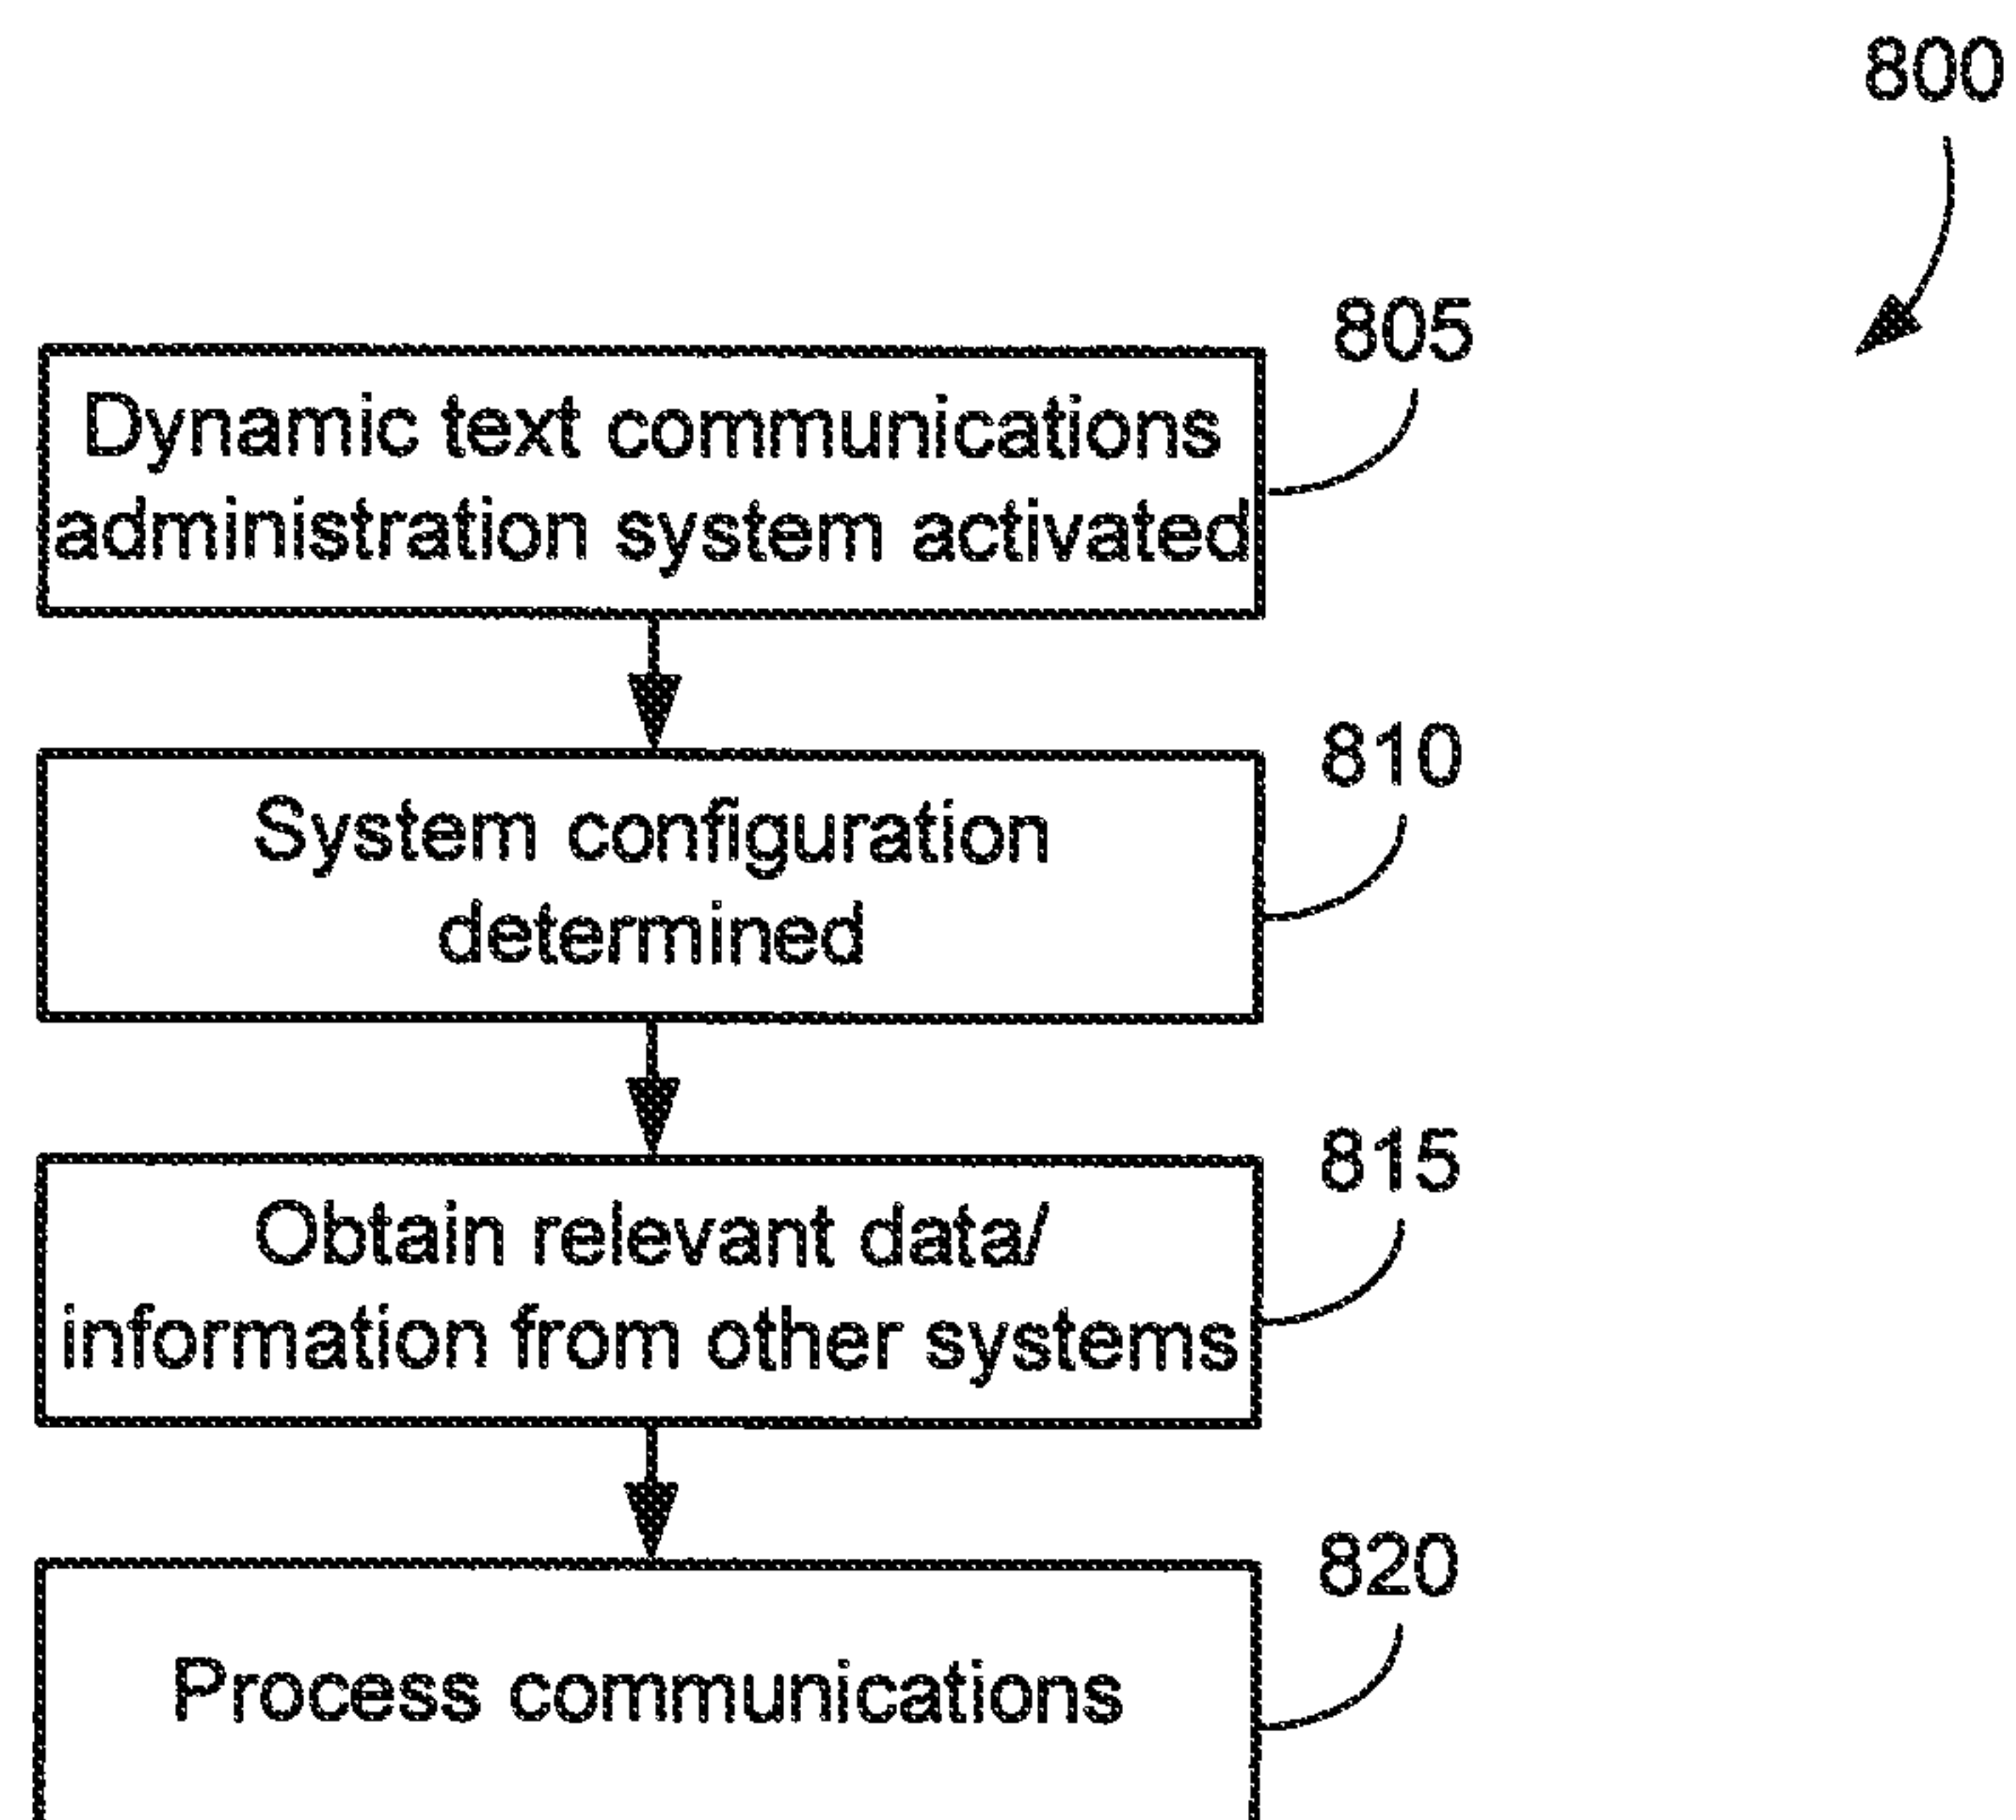 800
805
Dynamic text communications
administration system activated
810
System configuration
determined
815
Obtain relevant data/
information from other systems
820
Process communications